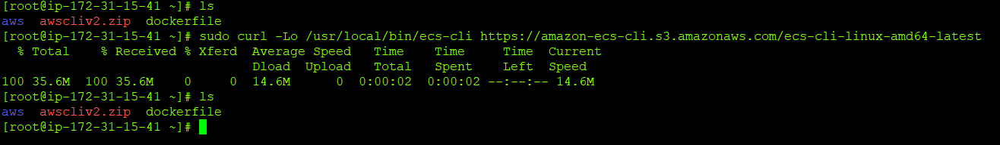 [root@ip-172-31-15-41 ~]# ls
aws  awscliv2.zip  dockerfile
[root@ip-172-31-15-41 ~]# sudo curl -Lo /usr/local/bin/ecs-cli https://amazon-ecs-cli.s3.amazonaws.com/ecs-cli-linux-amd64-latest
  % Total    % Received % Xferd  Average Speed   Time    Time     Time  Current
                                 Dload  Upload   Total   Spent    Left  Speed
100 35.6M  100 35.6M    0     0  14.6M      0  0:00:02  0:00:02 --:--:-- 14.6M
[root@ip-172-31-15-41 ~]# ls
aws  awscliv2.zip  dockerfile
[root@ip-172-31-15-41 ~]#